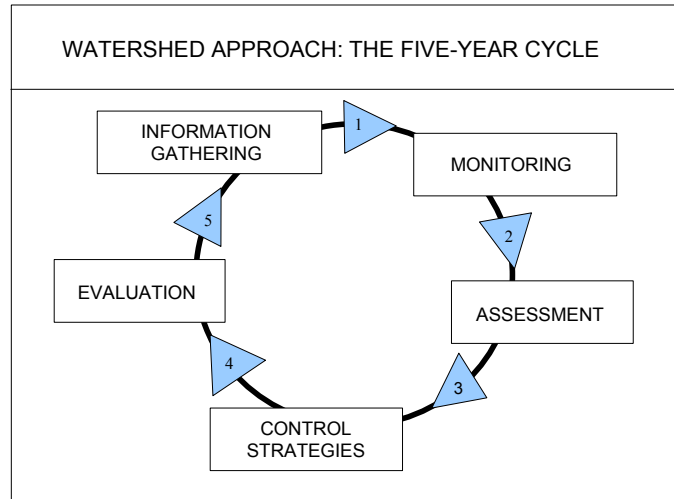 WATERSHED APPROACH: THE FIVE-YEAR CYCLE
INFORMATION
GATHERING
1
MONITORING
2
ASSESSMENT
3
CONTROL
STRATEGIES
4
EVALUATION
5